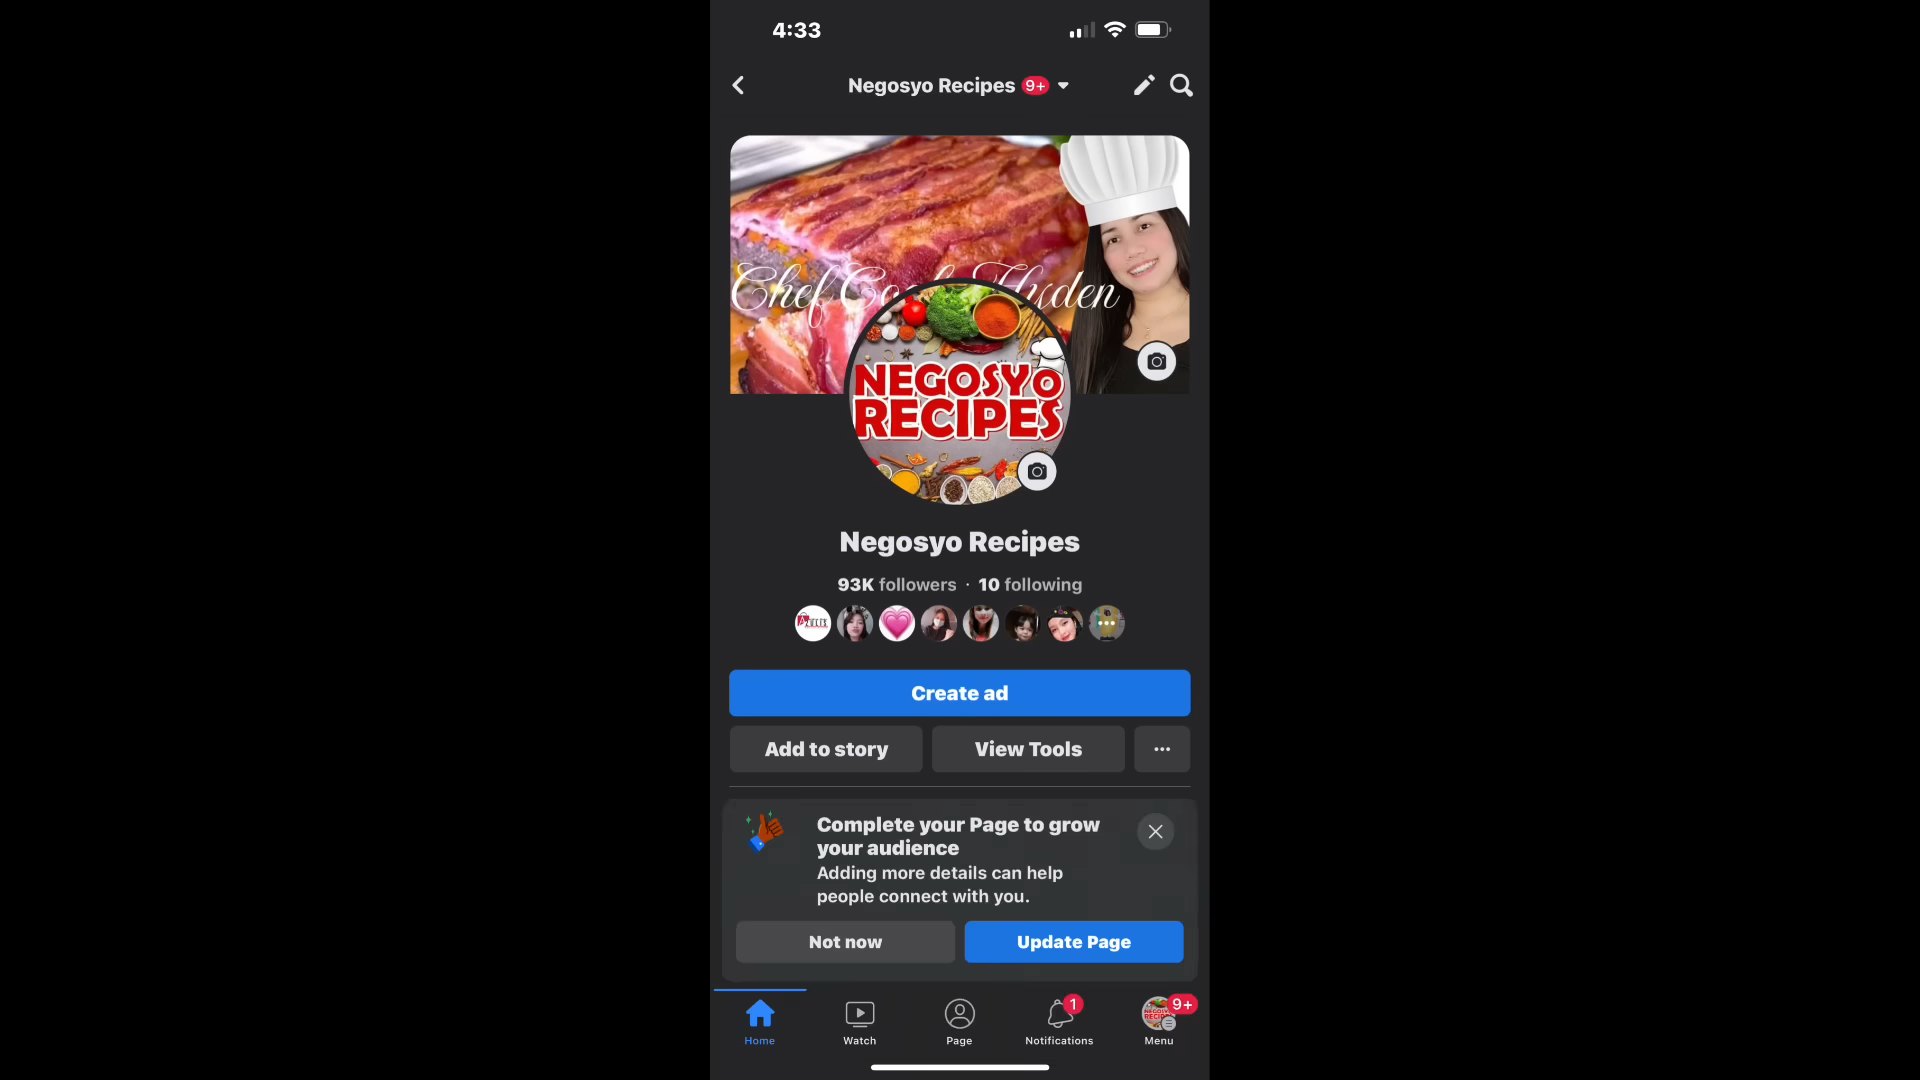 4:33
Negosyo Recipes 9+
Chef
NEGOSYO
RECIPES
Negosyo Recipes
93K followers · 10 following
Create ad
Add to story
View Tools
Complete your Page to grow
your audience
Adding more details can help
people connect with you.
Not now
Update Page
1
9+
Home
Watch
Page
Notifications
Menu